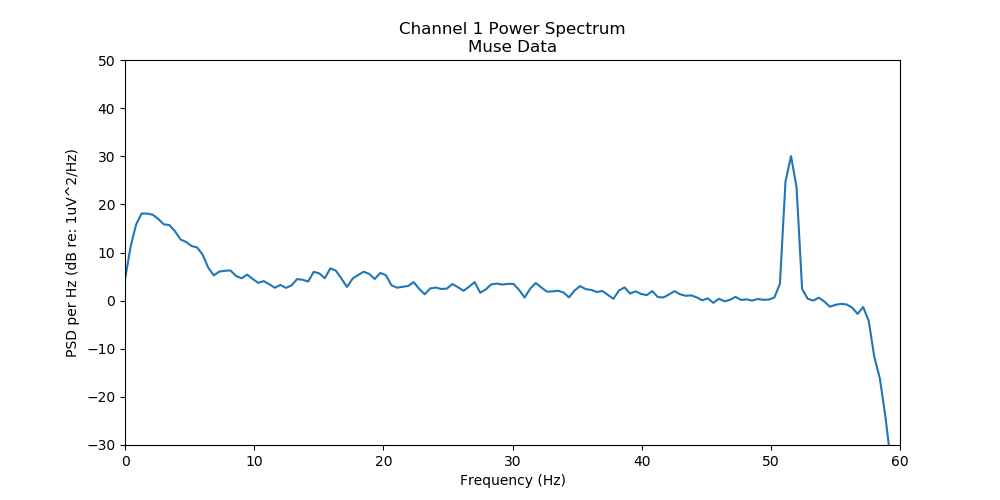 Channel 1 Power Spectrum
Muse Data
50
40
30
20
10
0
−10
−20
−30
PSD per Hz (dB re: 1uV^2/Hz)
0 10 20 30 40 50 60
Frequency (Hz)